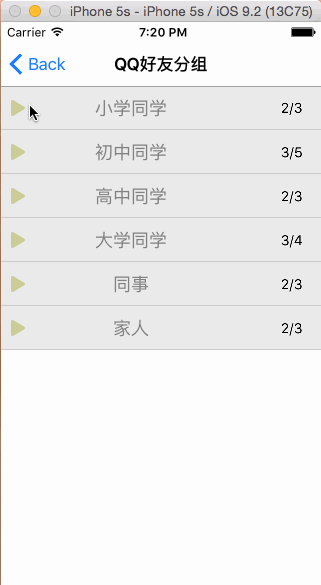 iPhone 5s - iPhone 5s / iOS 9.2 (13C75)
Carrier 7:20 PM
Back QQ好友分组
小学同学 2/3
初中同学 3/5
高中同学 2/3
大学同学 3/4
同事 2/3
家人 2/3